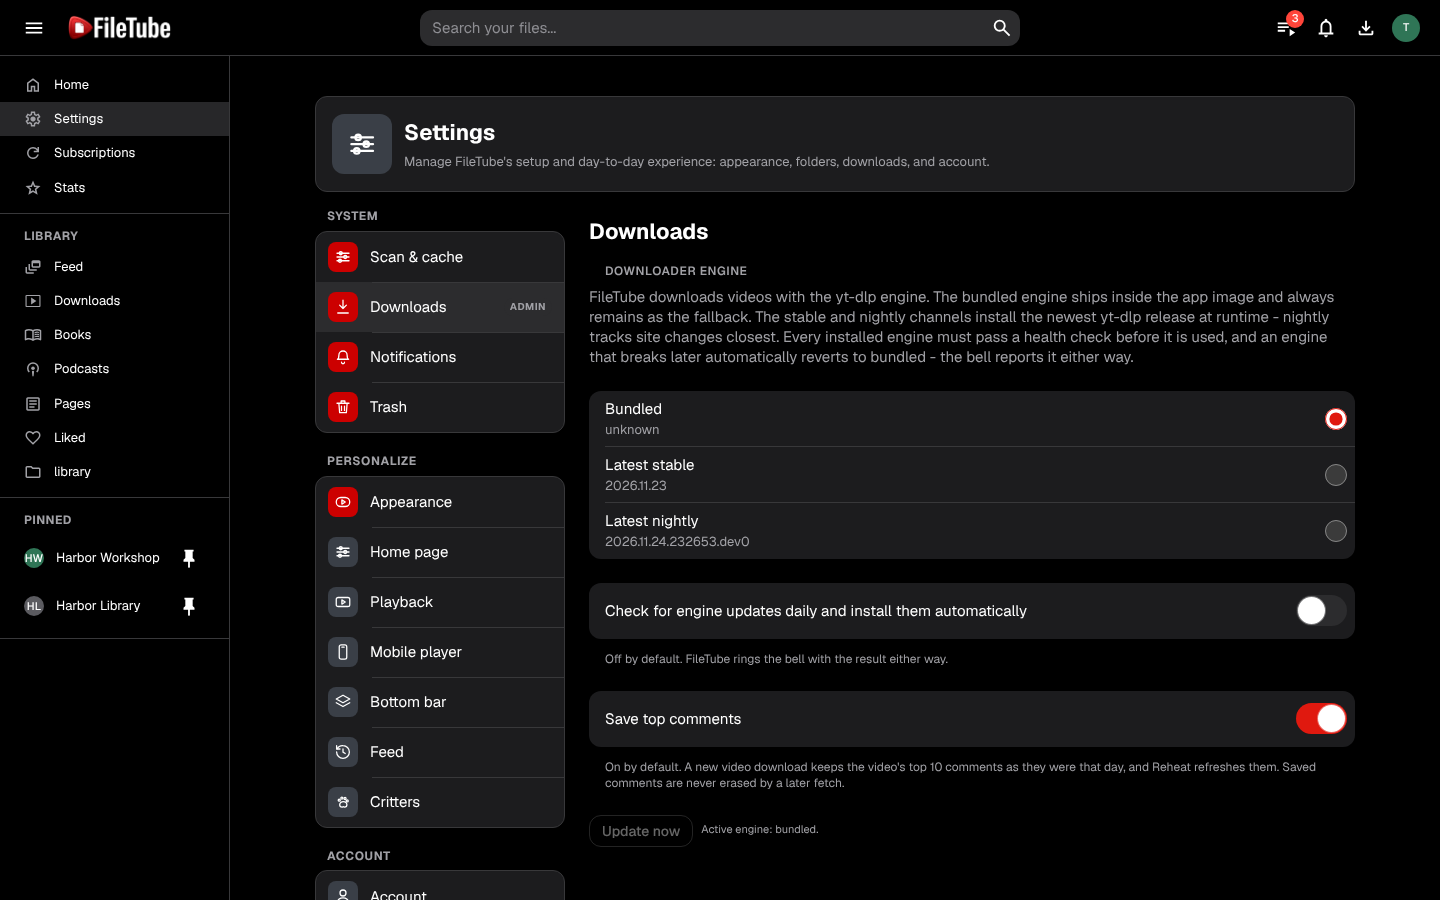 FileTube
Search your files...
3
T
Home
Settings
Subscriptions
Stats
LIBRARY
Feed
Downloads
Books
Podcasts
Pages
Liked
library
PINNED
HW Harbor Workshop
HL Harbor Library
Settings
Manage FileTube's setup and day-to-day experience: appearance, folders, downloads, and account.
SYSTEM
Scan & cache
Downloads ADMIN
Notifications
Trash
PERSONALIZE
Appearance
Home page
Playback
Mobile player
Bottom bar
Feed
Critters
ACCOUNT
Account
Downloads
DOWNLOADER ENGINE
FileTube downloads videos with the yt-dlp engine. The bundled engine ships inside the app image and always
remains as the fallback. The stable and nightly channels install the newest yt-dlp release at runtime - nightly
tracks site changes closest. Every installed engine must pass a health check before it is used, and an engine
that breaks later automatically reverts to bundled - the bell reports it either way.
Bundled
unknown
Latest stable
2026.11.23
Latest nightly
2026.11.24.232653.dev0
Check for engine updates daily and install them automatically
Off by default. FileTube rings the bell with the result either way.
Save top comments
On by default. A new video download keeps the video's top 10 comments as they were that day, and Reheat refreshes them. Saved
comments are never erased by a later fetch.
Update now Active engine: bundled.